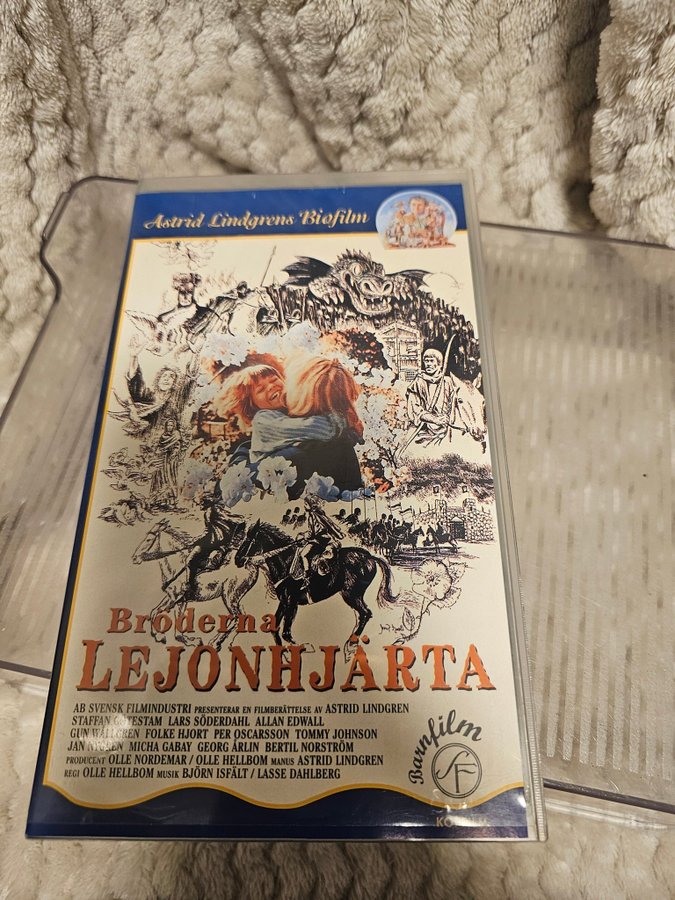 Astrid Lindgrens Biofilm
Bröderna
LEJONHJÄRTA
AB SVENSK FILMINDUSTRI PRESENTERAR EN FILMBERÄTTELSE AV ASTRID LINDGREN
STAFFAN GÖTESTAM LARS SÖDERDAHL ALLAN EDWALL
GUN WÅLLGREN FOLKE HJORT PER OSCARSSON TOMMY JOHNSON
JAN NYGREN MICHA GABAY GEORG ÅRLIN BERTIL NORSTRÖM
PRODUCENT OLLE NORDEMAR / OLLE HELLBOM MANUS ASTRID LINDGREN
REGI OLLE HELLBOM MUSIK BJÖRN ISFÄLT / LASSE DAHLBERG
Barnfilm
SF